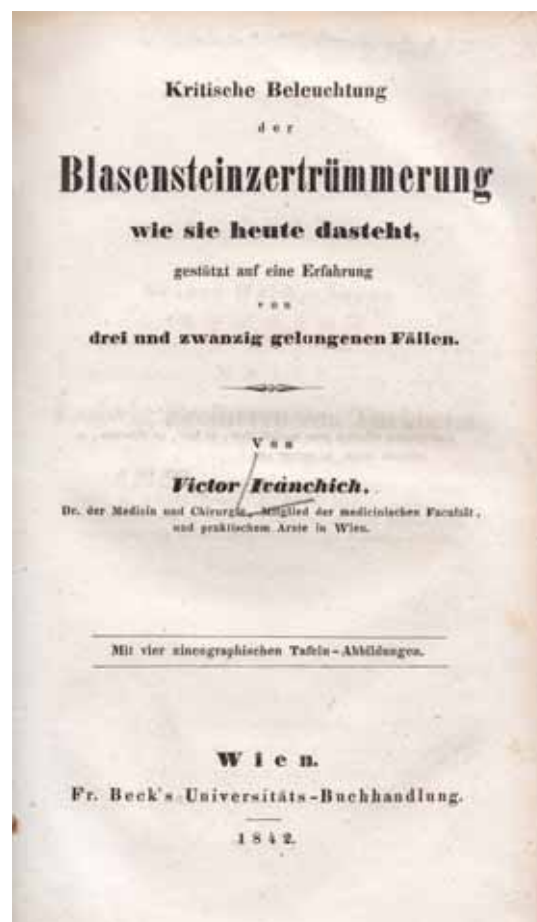 Kritische Beleuchtung
der
Blasensteinzertrümmerung
wie sie heute dasteht,
gestützt auf eine Erfahrung
von
drei und zwanzig gelongenen Fällen.
Von
Victor Ivánchich,
Dr. der Medizin und Chirurgie, Mitglied der medicinischen Facultät,
und praktischem Arzte in Wien.
Mit vier zincographischen Tafeln-Abbildungen.
Wien.
Fr. Beck's Universitäts-Buchhandlung.
1842.